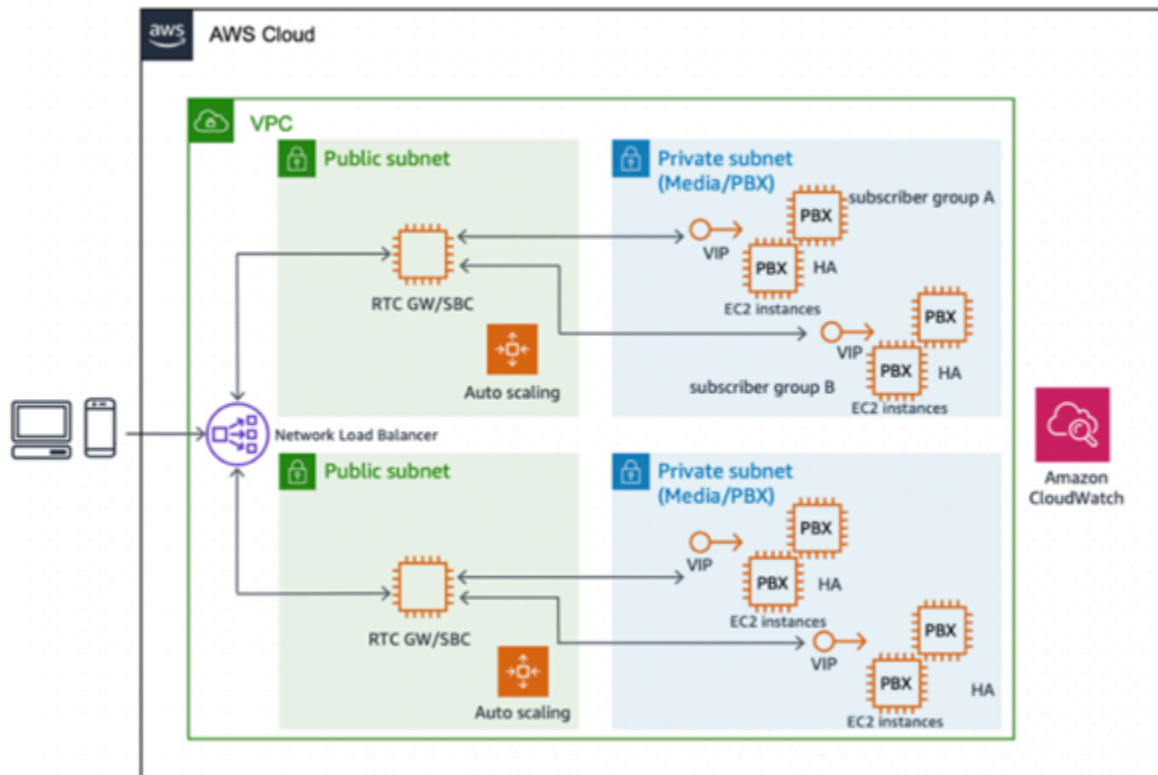 aws
AWS Cloud
VPC
Public subnet
Private subnet
(Media/PBX)
subscriber group A
PBX
VIP
PBX
HA
EC2 instances
RTC GW/SBC
PBX
VIP
PBX
HA
Auto scaling
subscriber group B
EC2 instances
Network Load Balancer
Public subnet
Private subnet
(Media/PBX)
Amazon
CloudWatch
PBX
VIP
PBX
HA
EC2 instances
RTC GW/SBC
PBX
VIP
PBX
HA
Auto scaling
EC2 instances